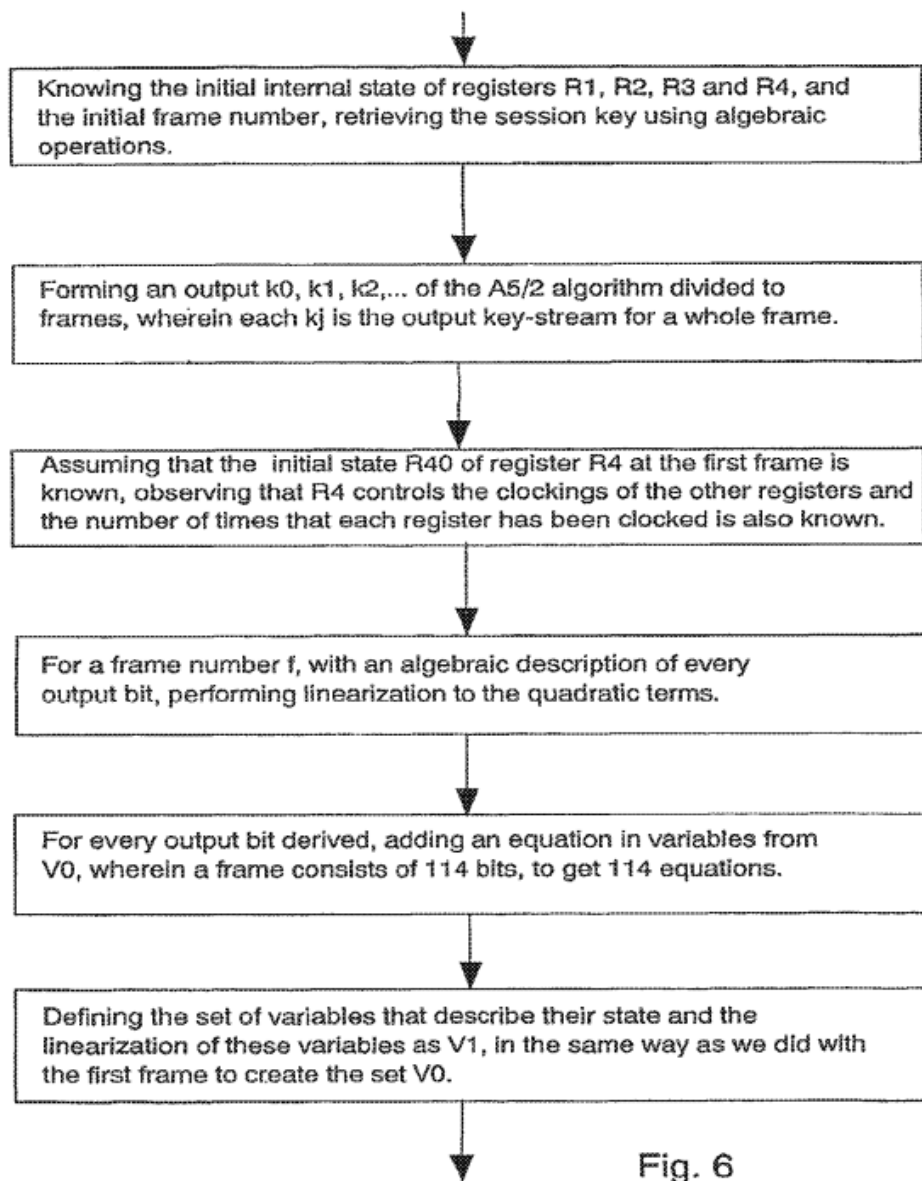 Knowing the initial internal state of registers R1, R2, R3 and R4, and
the initial frame number, retrieving the session key using algebraic
operations.
Forming an output k0, k1, k2,... of the A5/2 algorithm divided to
frames, wherein each kj is the output key-stream for a whole frame.
Assuming that the initial state R40 of register R4 at the first frame is
known, observing that R4 controls the clockings of the other registers and
the number of times that each register has been clocked is also known.
For a frame number f, with an algebraic description of every
output bit, performing linearization to the quadratic terms.
For every output bit derived, adding an equation in variables from
V0, wherein a frame consists of 114 bits, to get 114 equations.
Defining the set of variables that describe their state and the
linearization of these variables as V1, in the same way as we did with
the first frame to create the set V0.
Fig. 6